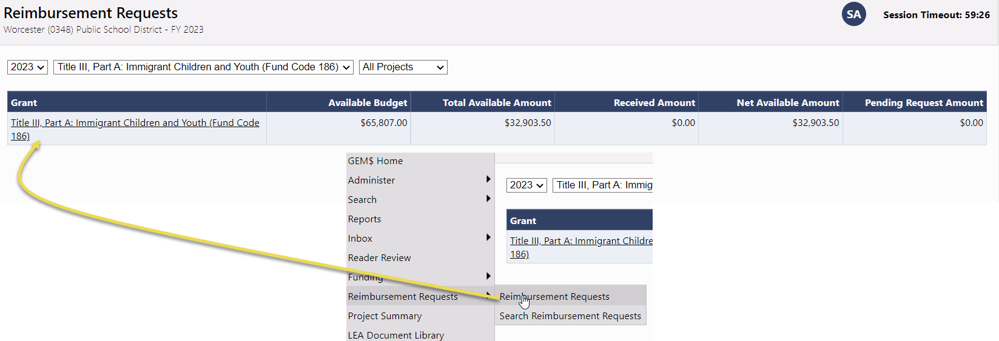 Reimbursement Requests
Worcester (0348) Public School District - FY 2023
SA
Session Timeout: 59:26
2023
Title III, Part A: Immigrant Children and Youth (Fund Code 186)
All Projects
Grant Available Budget Total Available Amount Received Amount Net Available Amount Pending Request Amount
Title III, Part A: Immigrant Children and Youth (Fund Code
186)
$65,807.00 $32,903.50 $0.00 $32,903.50 $0.00
GEM$ Home
Administer
Search
Reports
Inbox
Reader Review
Funding
Reimbursement Requests
Project Summary
LEA Document Library
Reimbursement Requests
Search Reimbursement Requests
2023
Title III, Part A: Immig
Grant
Title III, Part A: Immigrant Childre
186)